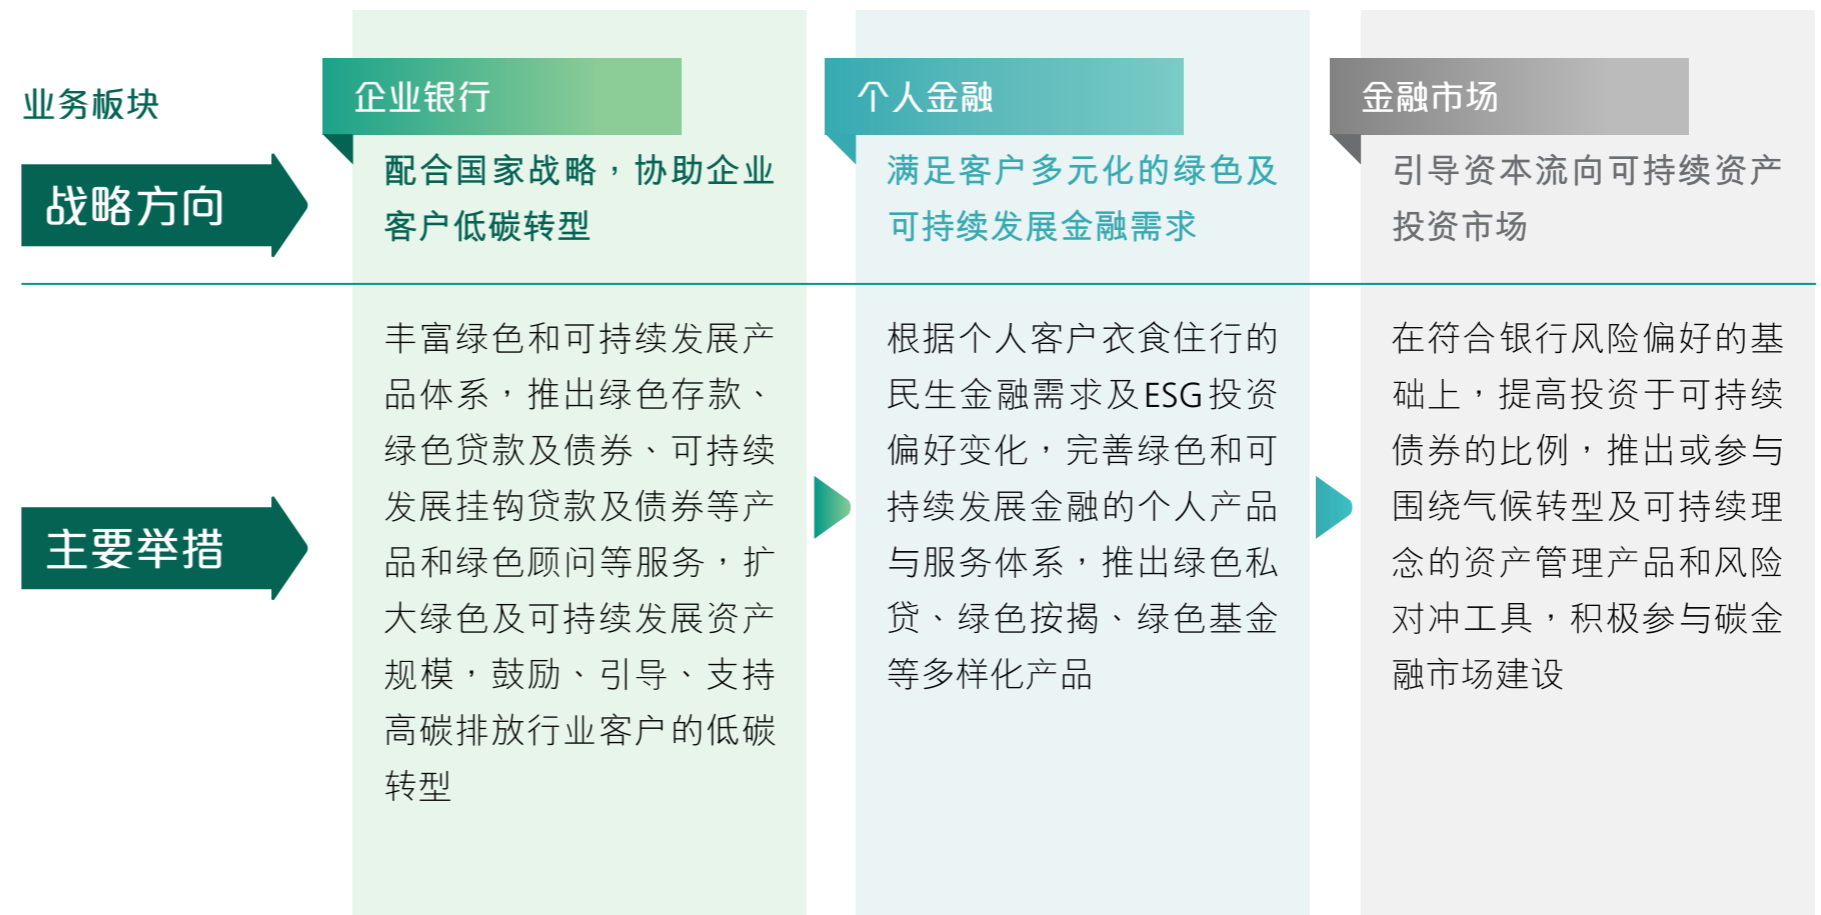 业务板块
企业银行
个人金融
金融市场
战略方向
配合国家战略，协助企业
客户低碳转型
满足客户多元化的绿色及
可持续发展金融需求
引导资本流向可持续资产
投资市场
主要举措
丰富绿色和可持续发展产
品体系，推出绿色存款、
绿色贷款及债券、可持续
发展挂钩贷款及债券等产
品和绿色顾问等服务，扩
大绿色及可持续发展资产
规模，鼓励、引导、支持
高碳排放行业客户的低碳
转型
根据个人客户衣食住行的
民生金融需求及ESG投资
偏好变化，完善绿色和可
持续发展金融的个人产品
与服务体系，推出绿色私
贷、绿色按揭、绿色基金
等多样化产品
在符合银行风险偏好的基
础上，提高投资于可持续
债券的比例，推出或参与
围绕气候转型及可持续理
念的资产管理产品和风险
对冲工具，积极参与碳金
融市场建设